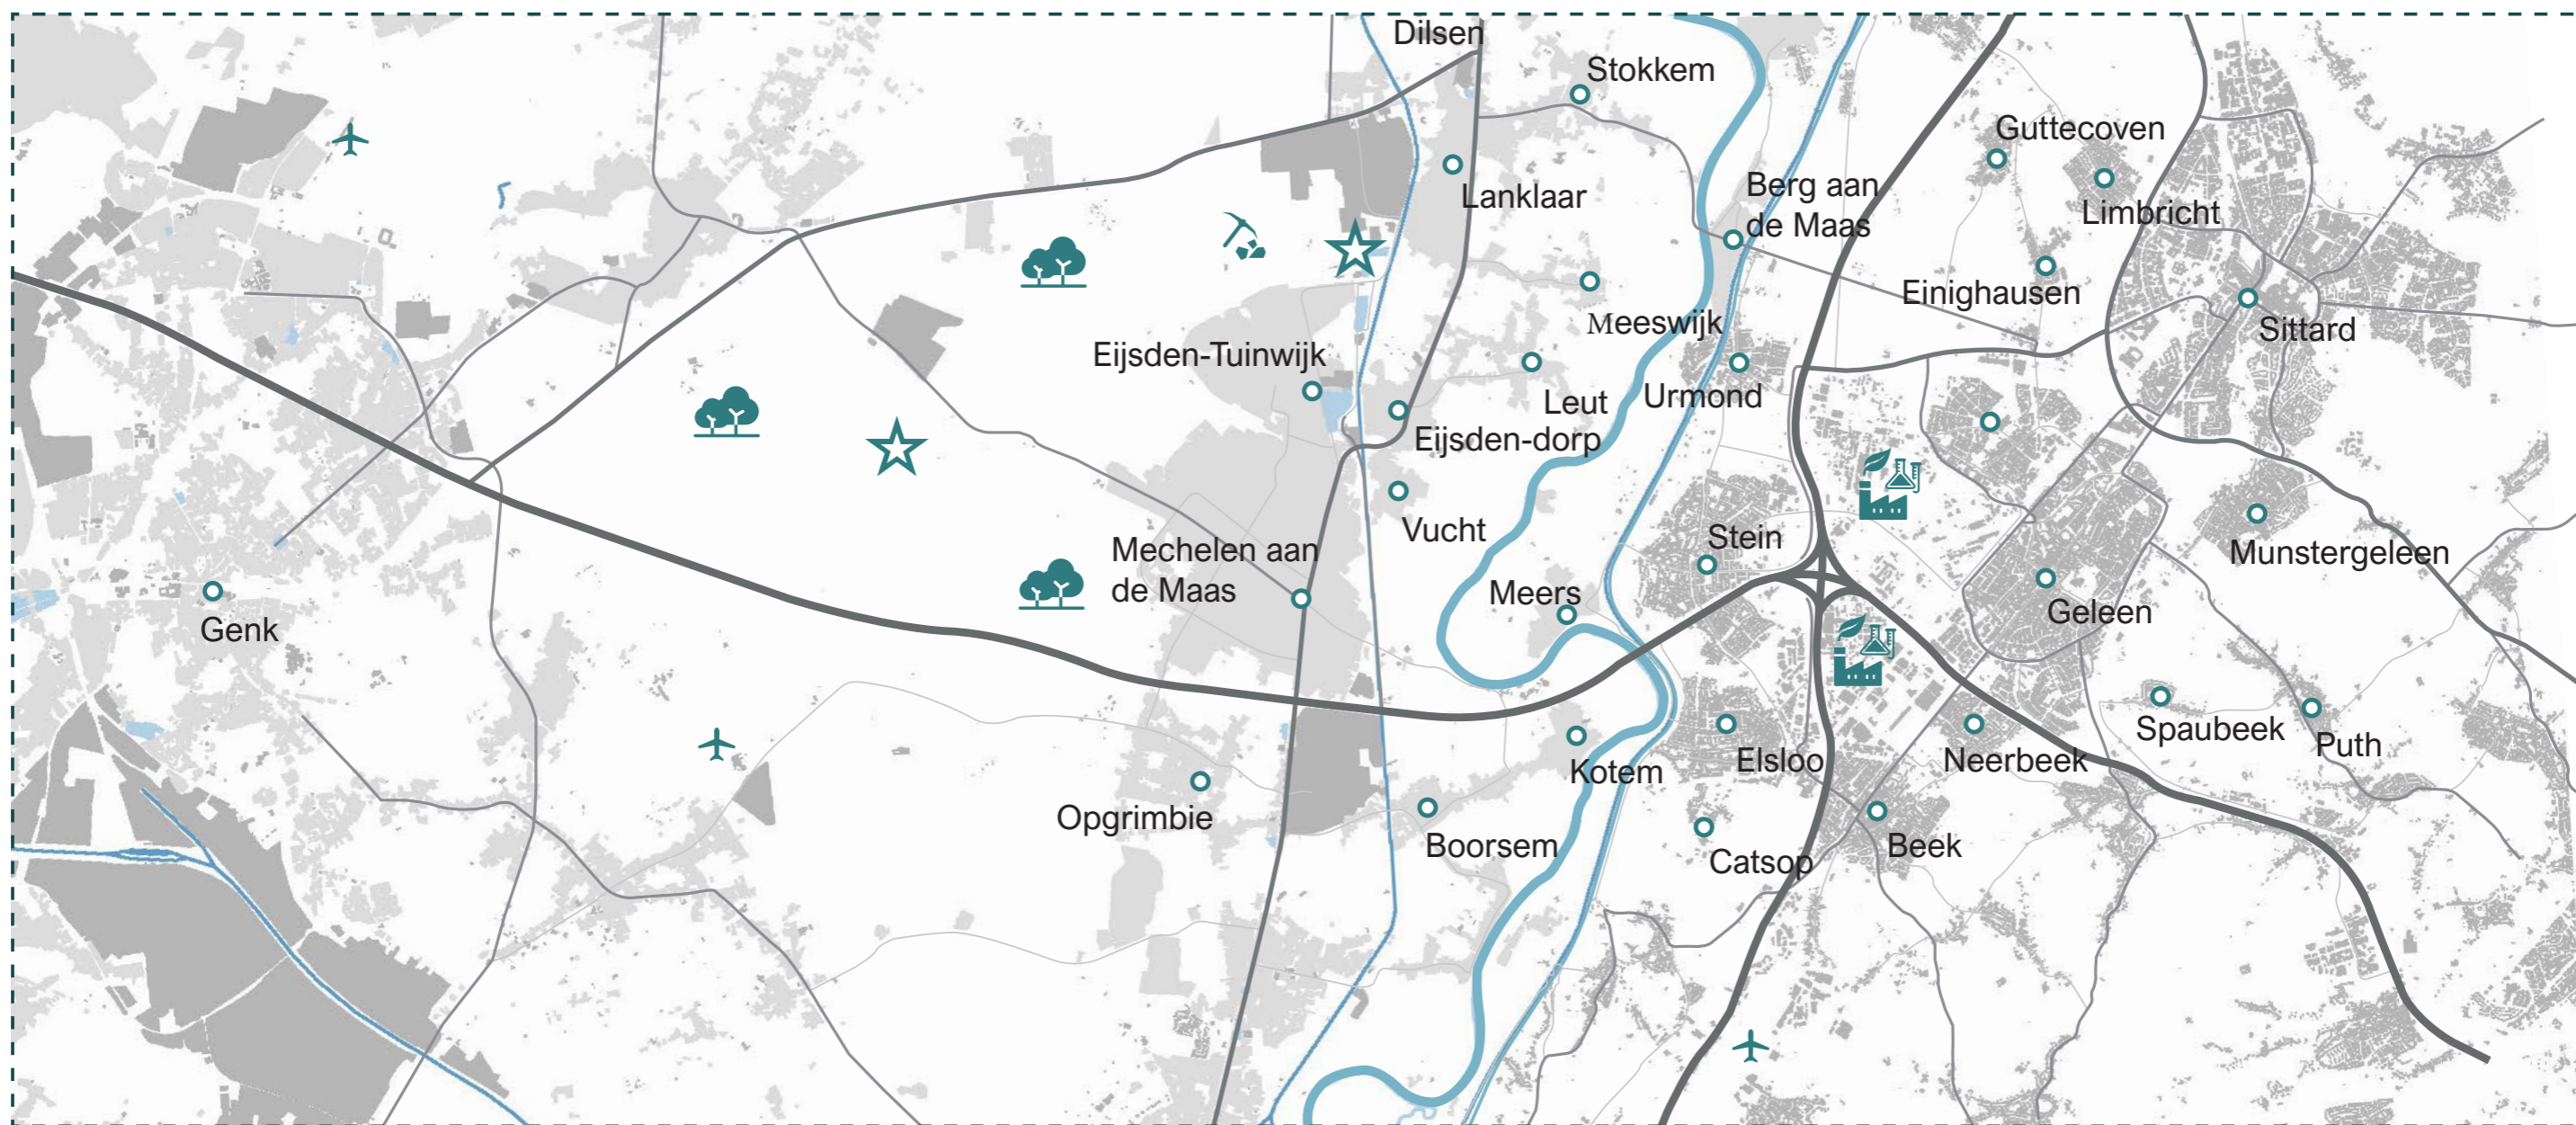 Dilsen
Stokkem
Guttecoven
Lanklaar
Berg aan
de Maas
Limbricht
Einighausen
Meeswijk
Sittard
Eijsden-Tuinwijk
Leut
Urmond
Eijsden-dorp
Vucht
Stein
Mechelen aan
de Maas
Munstergeleen
Meers
Geleen
Genk
Spaubeek
Puth
Kotem
Elsloo
Neerbeek
Opgrimbie
Boorsem
Catsop
Beek